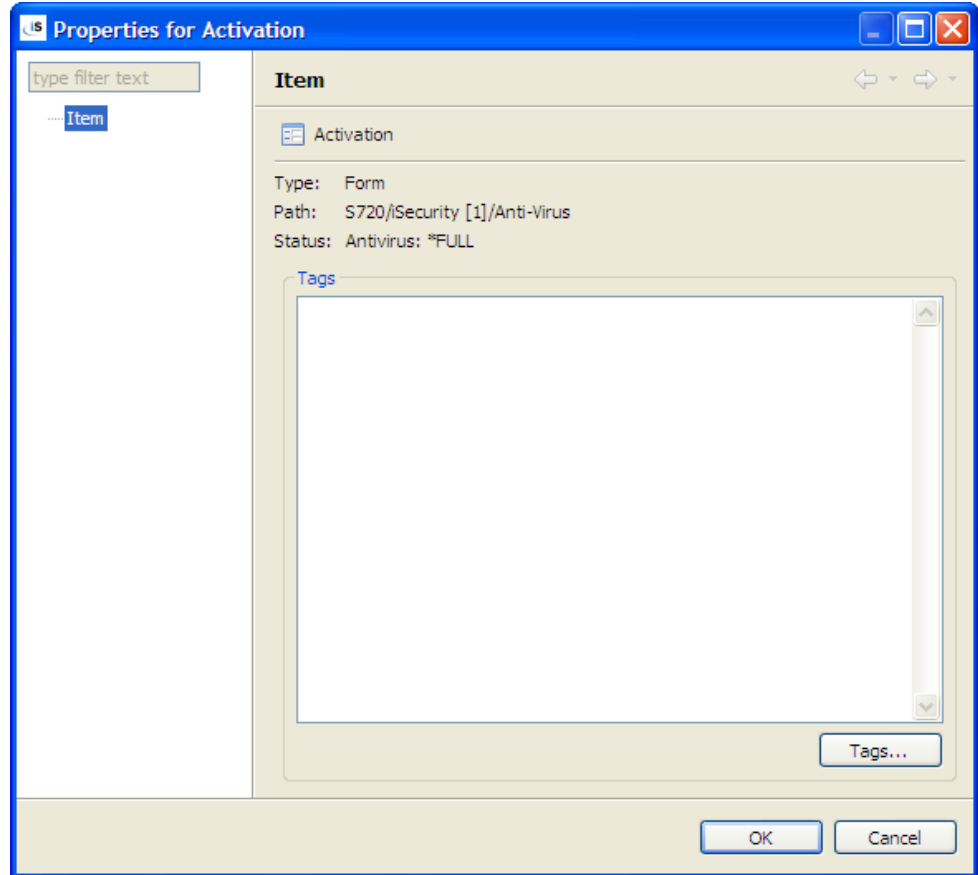 iS Properties for Activation
type filter text
Item
Item
Activation
Type: Form
Path: S720/iSecurity [1]/Anti-Virus
Status: Antivirus: *FULL
Tags
Tags...
OK Cancel